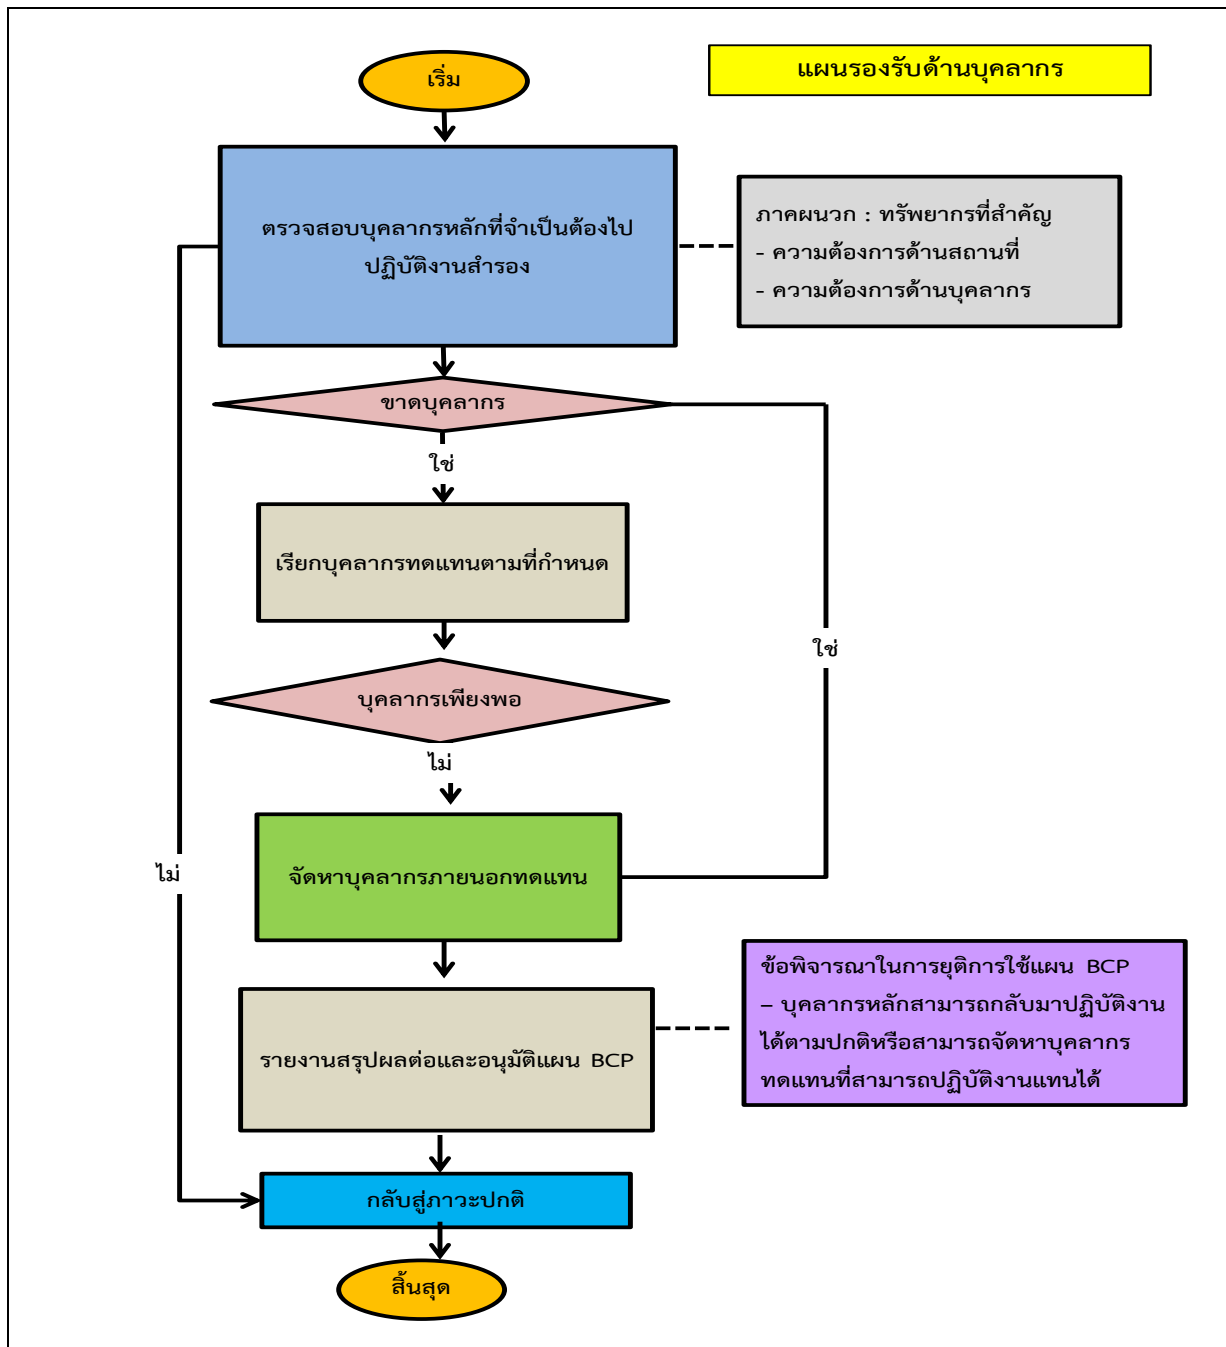 เริ่ม
แผนรองรับด้านบุคลากร
ตรวจสอบบุคลากรหลักที่จำเป็นต้องไป
ปฏิบัติงานสำรอง
ภาคผนวก : ทรัพยากรที่สำคัญ
- ความต้องการด้านสถานที่
- ความต้องการด้านบุคลากร
ขาดบุคลากร
ใช่
เรียกบุคลากรทดแทนตามที่กำหนด
ใช่
บุคลากรเพียงพอ
ไม่
จัดหาบุคลากรภายนอกทดแทน
ไม่
ข้อพิจารณาในการยุติการใช้แผน BCP
– บุคลากรหลักสามารถกลับมาปฏิบัติงาน
ได้ตามปกติหรือสามารถจัดหาบุคลากร
ทดแทนที่สามารถปฏิบัติงานแทนได้
รายงานสรุปผลต่อและอนุมัติแผน BCP
กลับสู่ภาวะปกติ
สิ้นสุด